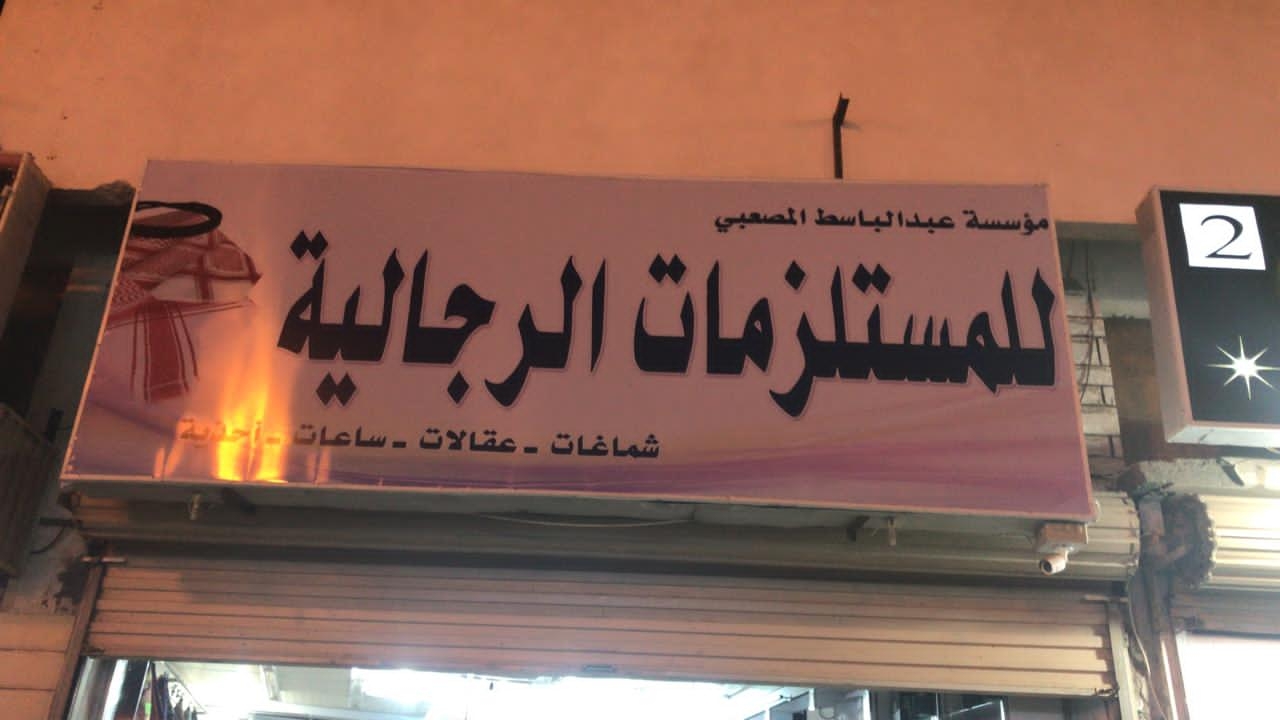 مؤسسة عبدالباسط المصعبي
للمستلزمات الرجالية
شماغات - عقالات - ساعات - أحذية
2